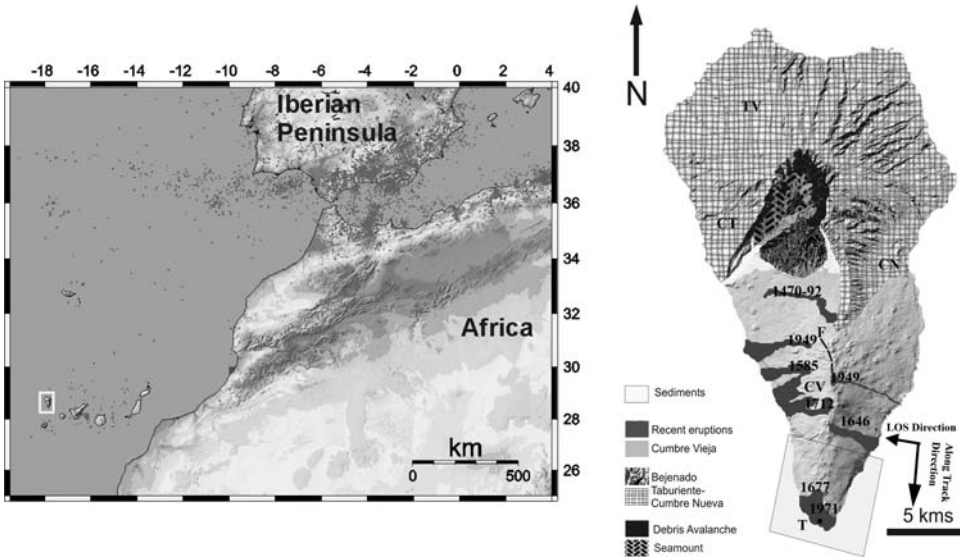 -18 -16 -14 -12 -10 -8 -6 -4 -2 0 2 4
40
38
36
34
32
30
28
26
Iberian
Peninsula
Africa
km
0 500
N
TV
CT
CN
1470-92
1949
F
1585
1949
CV
1712
1646
LOS Direction
Along Track
Direction
1677
1971
T
5 kms
Sediments
Recent eruptions
Cumbre Vieja
Bejenado
Taburiente-
Cumbre Nueva
Debris Avalanche
Seamount